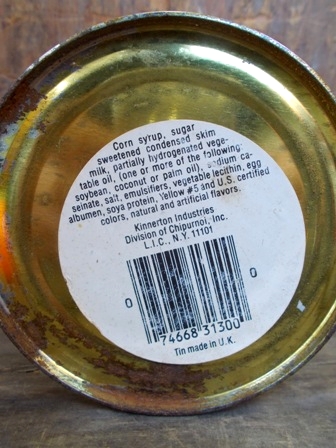 Corn syrup, sugar
sweetened condensed skim
milk, partially hydrogenated vege-
table oil, (one or more of the following:
soybean, coconut or palm oil), sodium ca-
seinate, salt, emulsifiers, vegetable lecithin, egg
albumen, soya protein, Yellow #5 and U.S. certified
colors, natural and artificial flavors.
Kinnerton Industries
Division of Chipurnoi, Inc.
L.I.C., N.Y. 11101
0 74668 31300 0
Tin made in U.K.